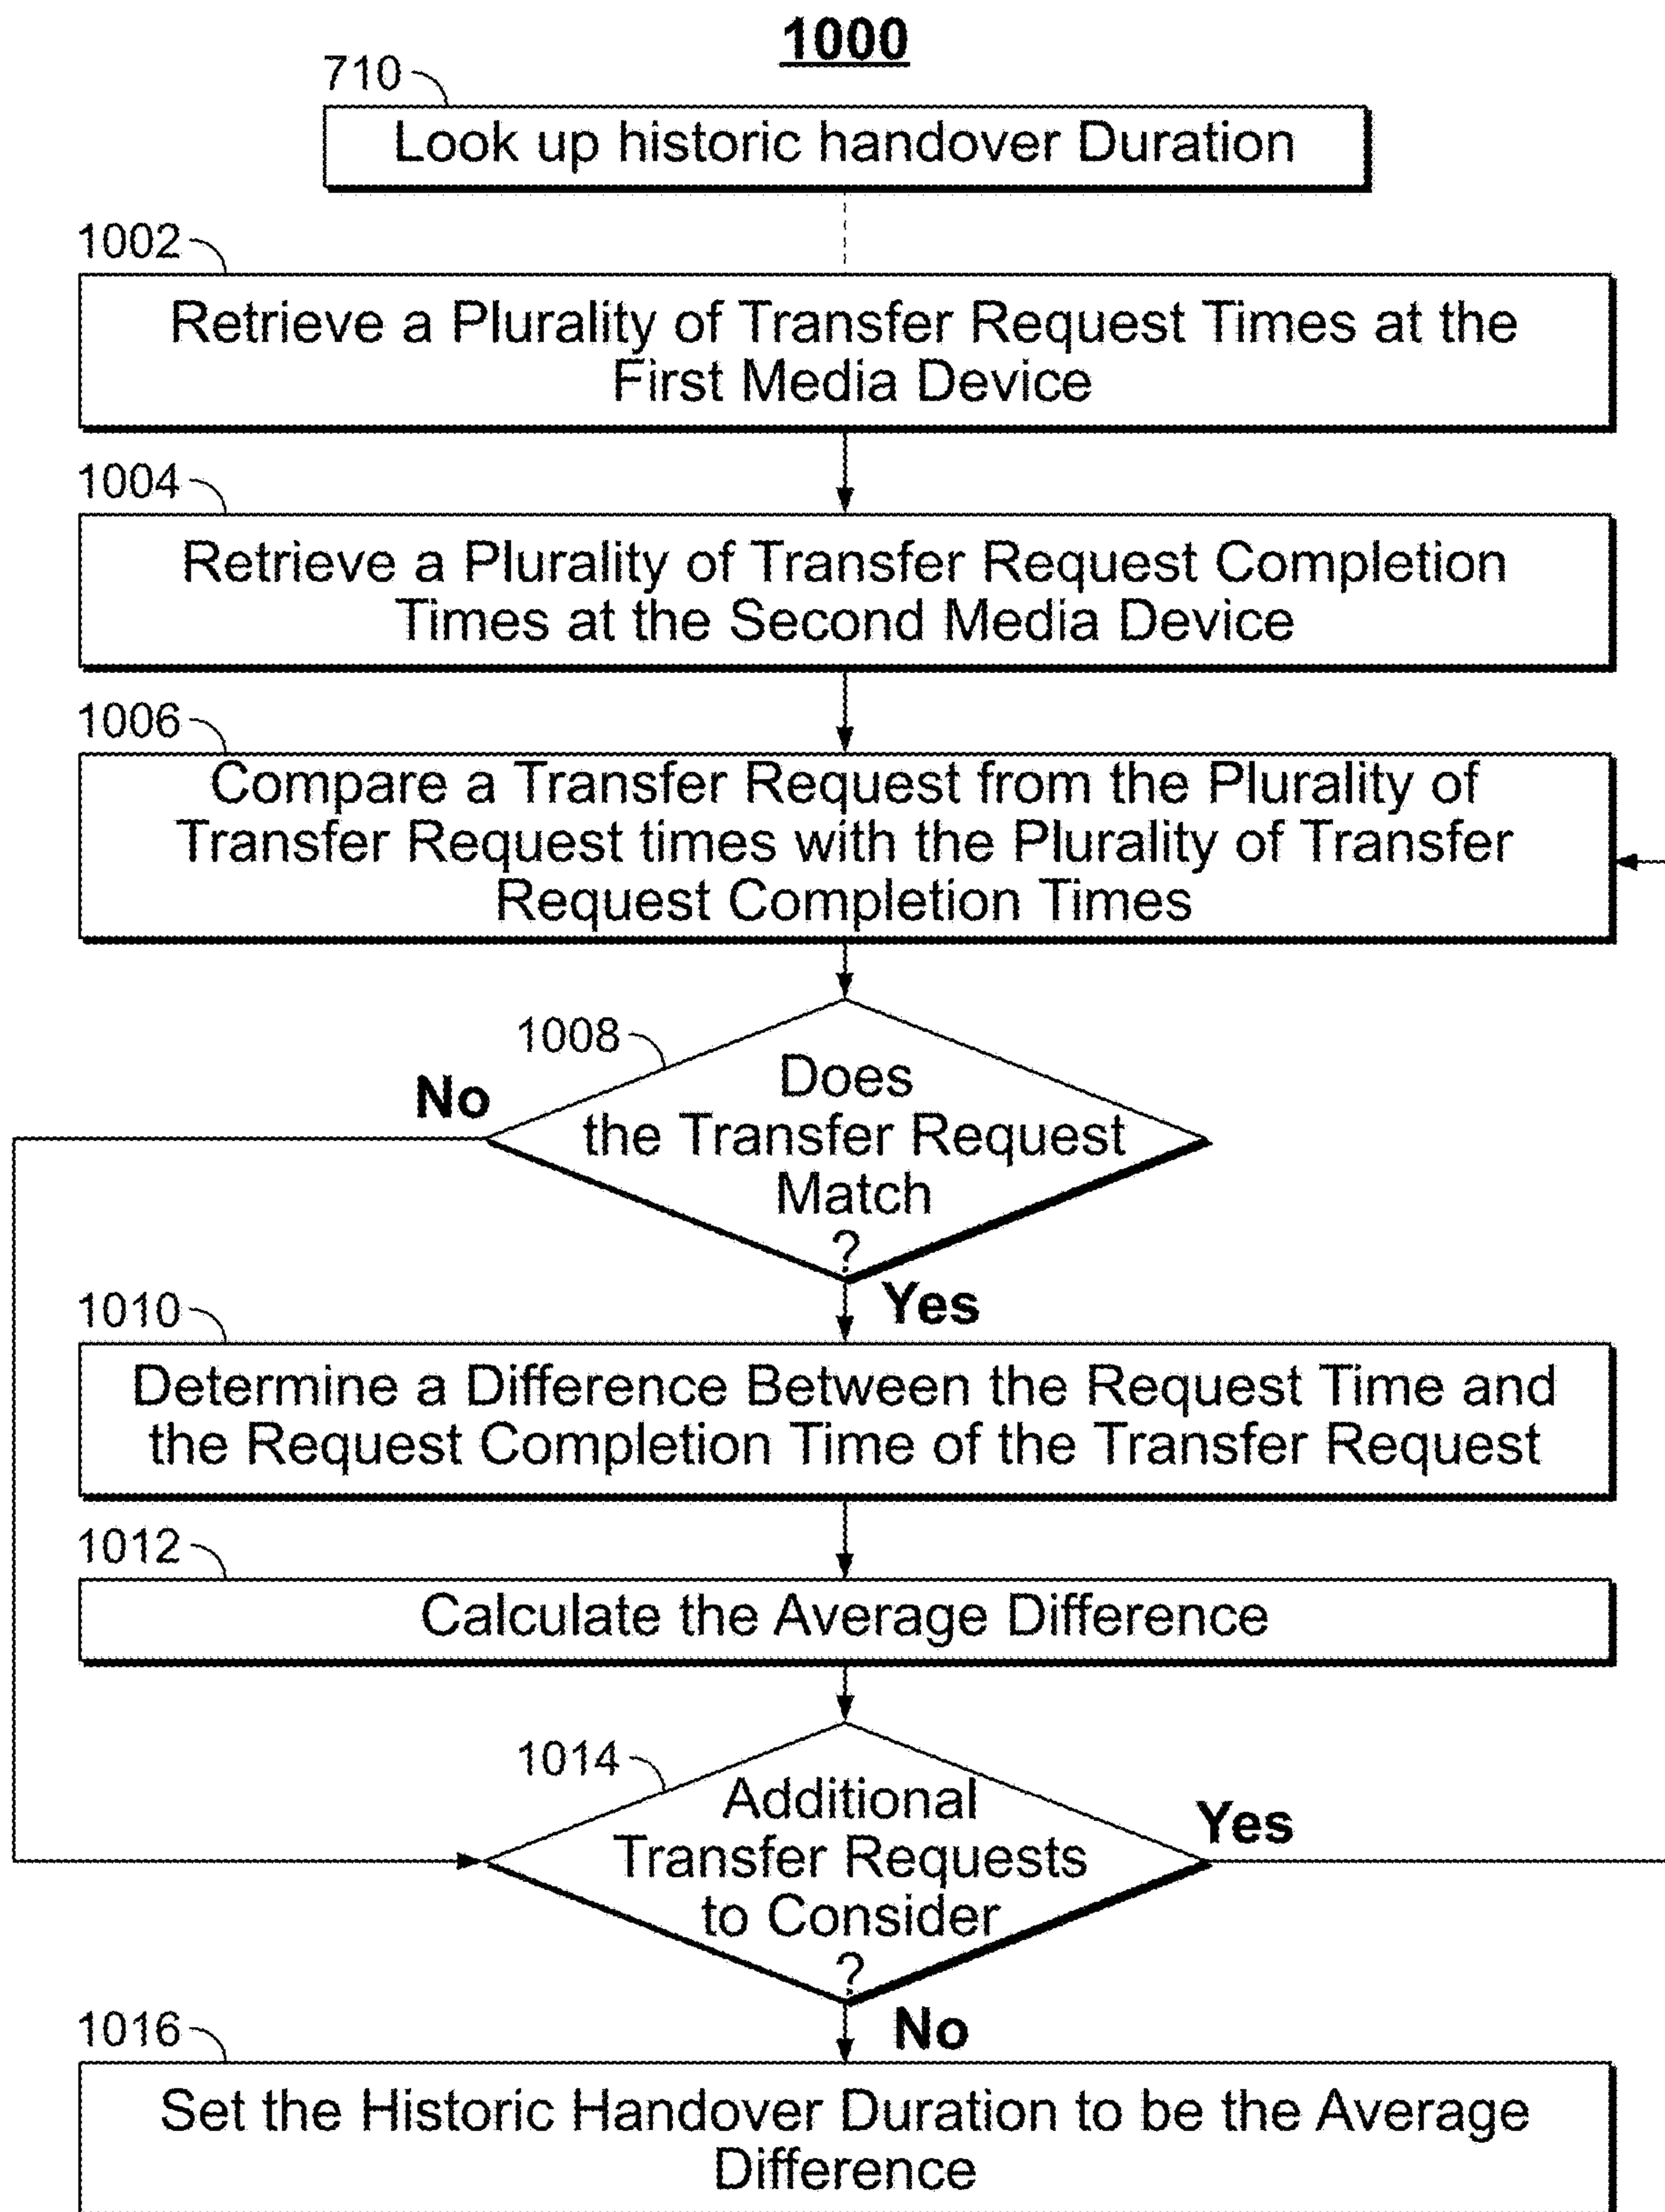 1000
710
Look up historic handover Duration
1002
Retrieve a Plurality of Transfer Request Times at the
First Media Device
1004
Retrieve a Plurality of Transfer Request Completion
Times at the Second Media Device
1006
Compare a Transfer Request from the Plurality of
Transfer Request times with the Plurality of Transfer
Request Completion Times
1008
No
Does
the Transfer Request
Match
?
Yes
1010
Determine a Difference Between the Request Time and
the Request Completion Time of the Transfer Request
1012
Calculate the Average Difference
1014
Additional
Transfer Requests
to Consider
?
Yes
No
1016
Set the Historic Handover Duration to be the Average
Difference